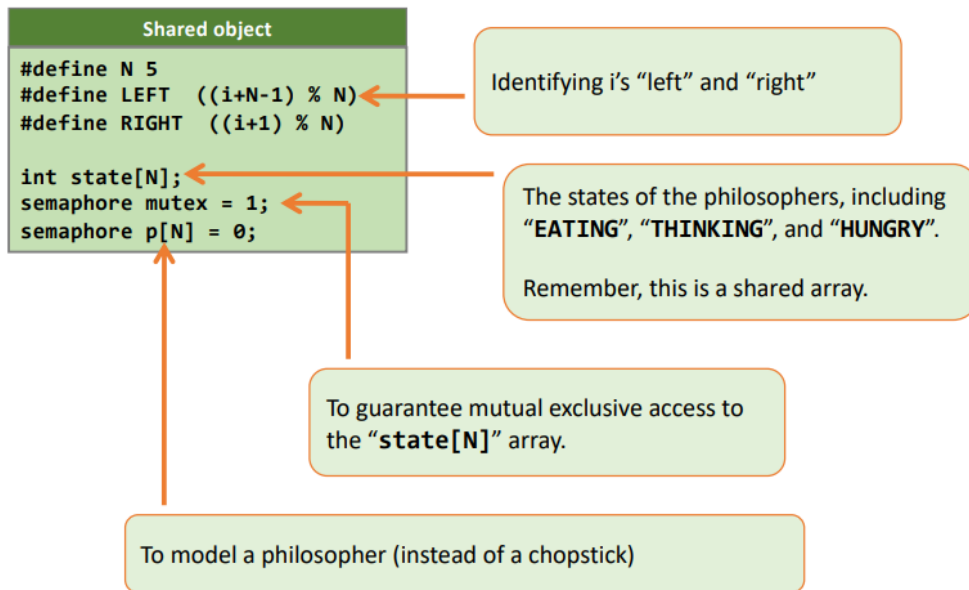 Shared object
#define N 5
#define LEFT  ((i+N-1) % N)
#define RIGHT  ((i+1) % N)
int state[N];
semaphore mutex = 1;
semaphore p[N] = 0;
Identifying i’s “left” and “right”
The states of the philosophers, including
“EATING”, “THINKING”, and “HUNGRY”.
Remember, this is a shared array.
To guarantee mutual exclusive access to
the “state[N]” array.
To model a philosopher (instead of a chopstick)